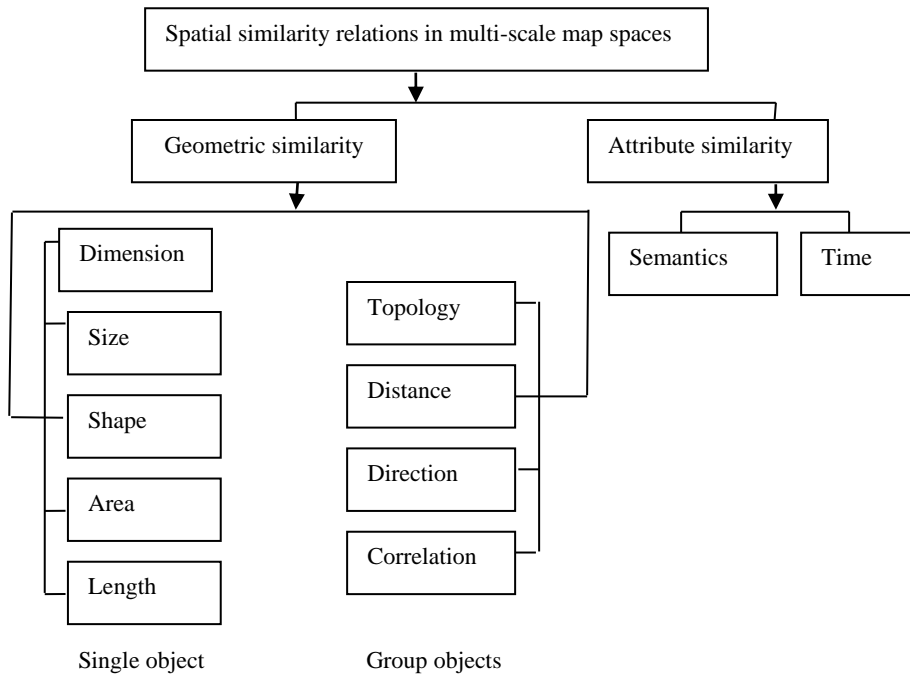 Spatial similarity relations in multi-scale map spaces
Geometric similarity
Attribute similarity
Dimension
Size
Shape
Area
Length
Single object
Topology
Distance
Direction
Correlation
Group objects
Semantics
Time